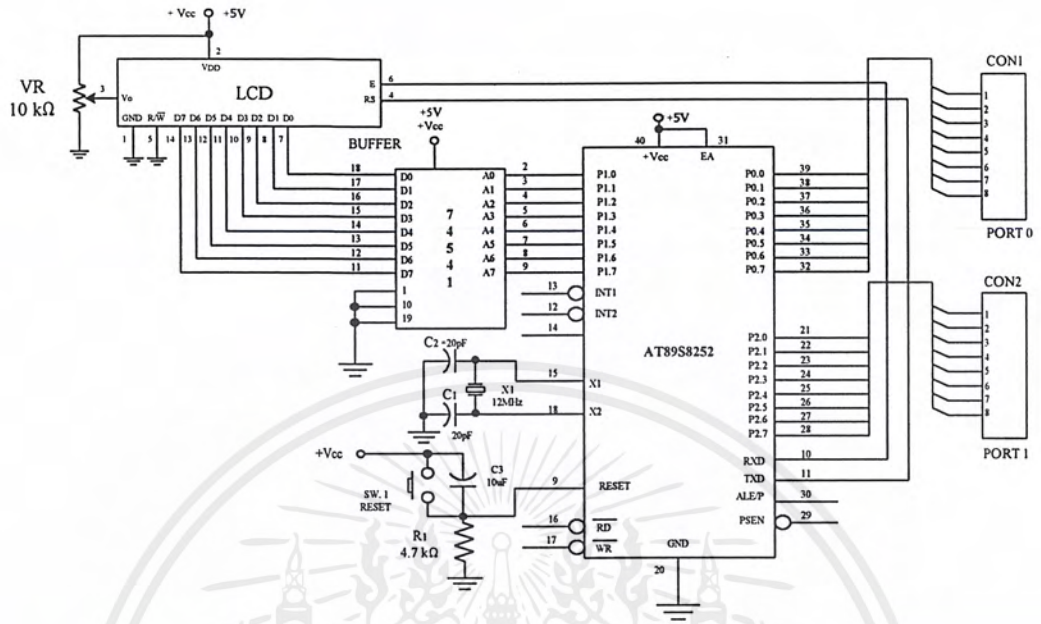 + Vcc +5V
2
VDD
VR
10 kΩ
3
Vo
LCD
E
6
RS
4
GND R/W D7 D6 D5 D4 D3 D2 D1 D0
1 5 14 13 12 11 10 9 8 7
BUFFER
+5V
+Vcc
18 D0 A0 2
17 D1 A1 3
16 D2 A2 4
15 D3 A3 5
14 D4 A4 6
13 D5 A5 7
12 D6 A6 8
11 D7 A7 9
1
10
19
7
4
5
4
1
+5V
40 31
+Vcc EA
P1.0 P0.0 39
P1.1 P0.1 38
P1.2 P0.2 37
P1.3 P0.3 36
P1.4 P0.4 35
P1.5 P0.5 34
P1.6 P0.6 33
P1.7 P0.7 32
13 INT1
12 INT2
14
AT89S8252
15 X1
18 X2
P2.0 21
P2.1 22
P2.2 23
P2.3 24
P2.4 25
P2.5 26
P2.6 27
P2.7 28
RXD 10
TXD 11
ALE/P 30
PSEN 29
9 RESET
16 RD
17 WR
GND
20
C2 =20pF
X1
12MHz
C1
20pF
+Vcc
C3
10uF
SW. 1
RESET
R1
4.7 kΩ
CON1
1
2
3
4
5
6
7
8
PORT 0
CON2
1
2
3
4
5
6
7
8
PORT 1